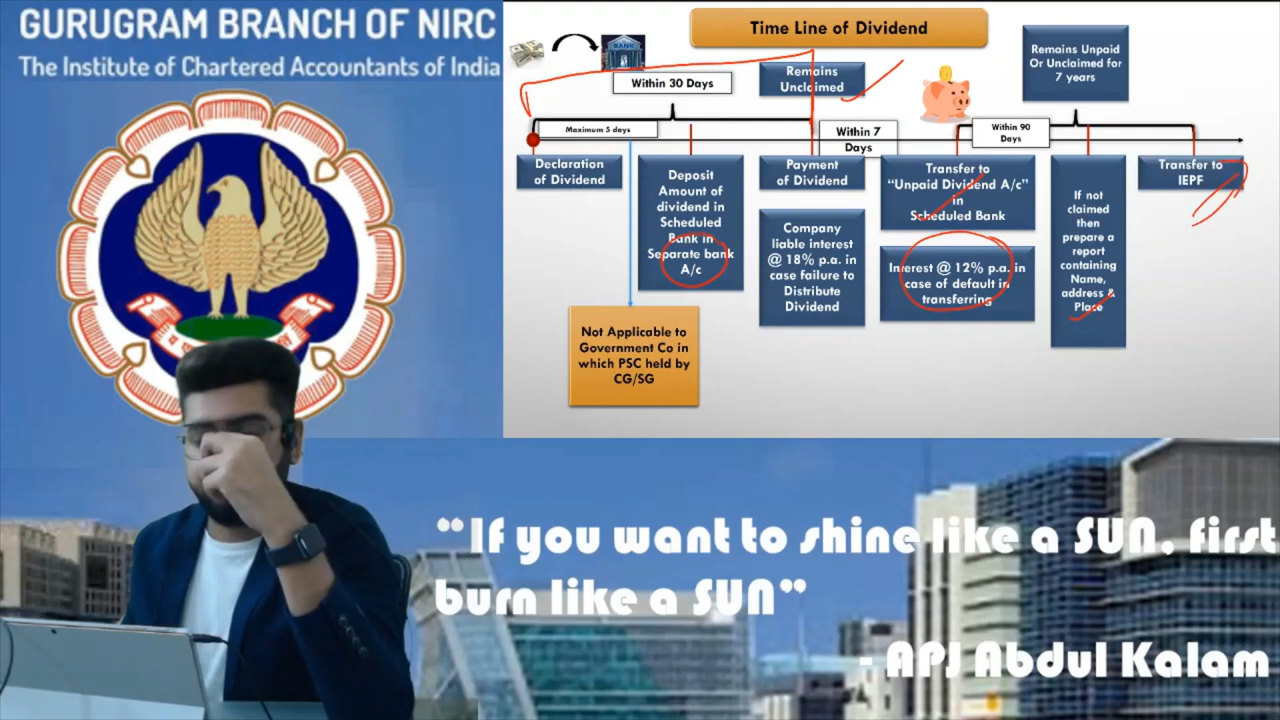 GURUGRAM BRANCH OF NIRC
The Institute of Chartered Accountants of India
Time Line of Dividend
BANK
Within 30 Days
Remains
Unclaimed
Remains Unpaid
Or Unclaimed for
7 years
Maximum 5 days
Within 7
Days
Within 90
Days
Declaration
of Dividend
Deposit
Amount of
dividend in
Scheduled
Bank in
Separate bank
A/c
Payment
of Dividend
Company
liable interest
@ 18% p.a. in
case failure to
Distribute
Dividend
Transfer to
“Unpaid Dividend A/c”
in
Scheduled Bank
Interest @ 12% p.a. in
case of default in
transferring
If not
claimed
then
prepare a
report
containing
Name,
address &
Place
Transfer to
IEPF
Not Applicable to
Government Co in
which PSC held by
CG/SG
“If you want to shine like a SUN, first
burn like a SUN”
- APJ Abdul Kalam